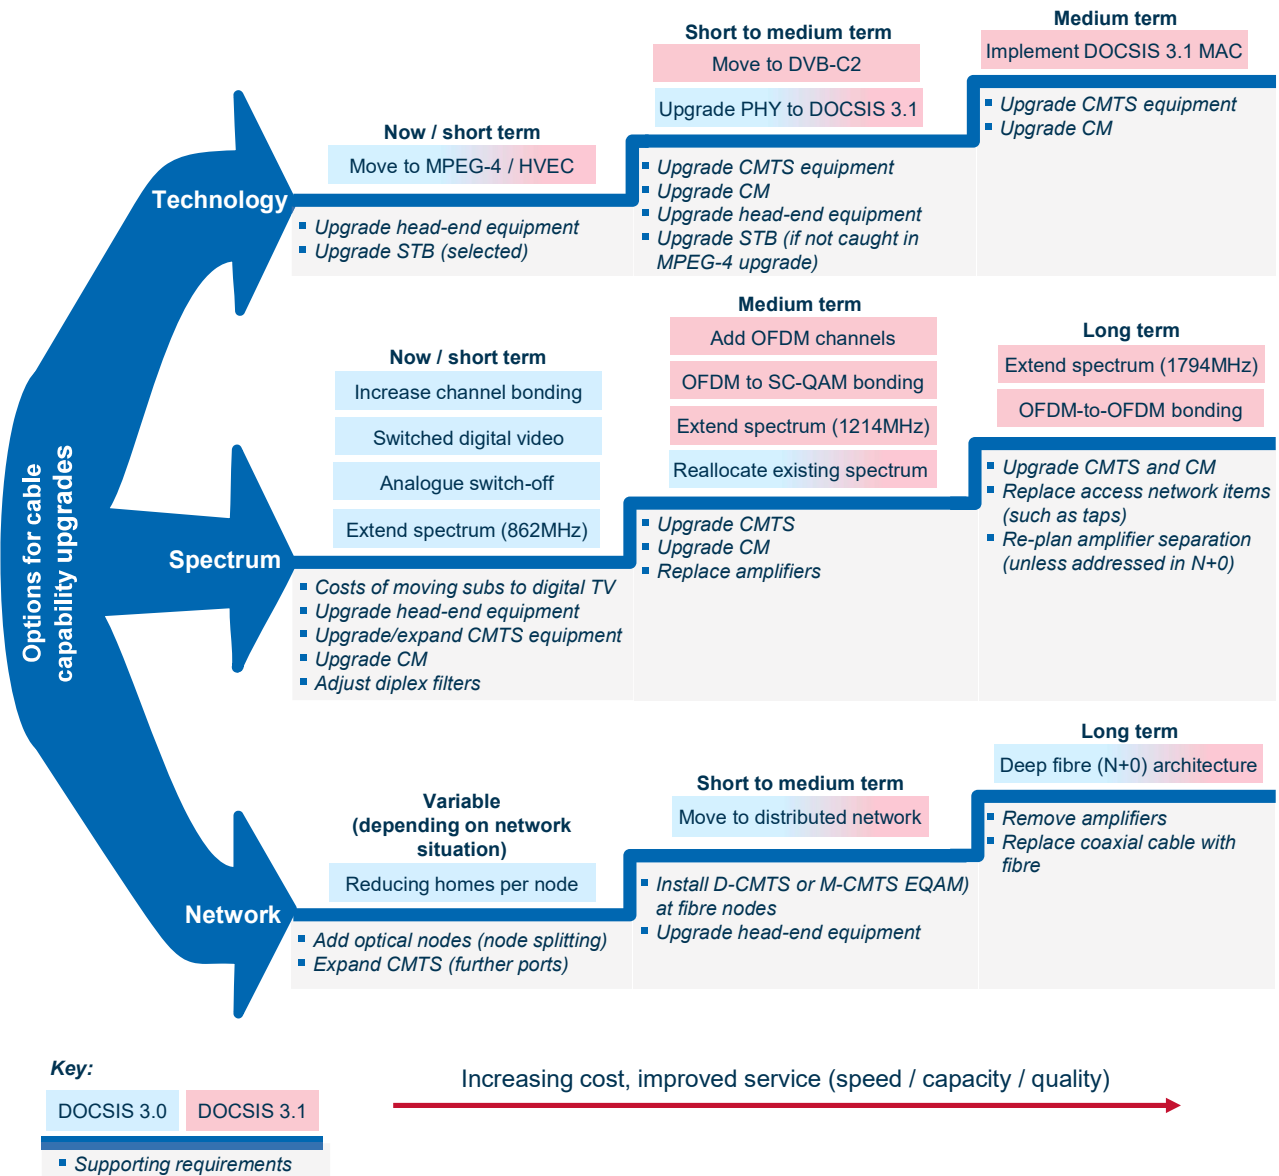 Options for cable
capability upgrades
Technology
Now / short term
Move to MPEG-4 / HVEC
Upgrade head-end equipment
Upgrade STB (selected)
Short to medium term
Move to DVB-C2
Upgrade PHY to DOCSIS 3.1
Upgrade CMTS equipment
Upgrade CM
Upgrade head-end equipment
Upgrade STB (if not caught in
MPEG-4 upgrade)
Medium term
Implement DOCSIS 3.1 MAC
Upgrade CMTS equipment
Upgrade CM
Spectrum
Now / short term
Increase channel bonding
Switched digital video
Analogue switch-off
Extend spectrum (862MHz)
Costs of moving subs to digital TV
Upgrade head-end equipment
Upgrade/expand CMTS equipment
Upgrade CM
Adjust diplex filters
Medium term
Add OFDM channels
OFDM to SC-QAM bonding
Extend spectrum (1214MHz)
Reallocate existing spectrum
Upgrade CMTS
Upgrade CM
Replace amplifiers
Long term
Extend spectrum (1794MHz)
OFDM-to-OFDM bonding
Upgrade CMTS and CM
Replace access network items
(such as taps)
Re-plan amplifier separation
(unless addressed in N+0)
Network
Variable
(depending on network
situation)
Reducing homes per node
Add optical nodes (node splitting)
Expand CMTS (further ports)
Short to medium term
Move to distributed network
Install D-CMTS or M-CMTS EQAM)
at fibre nodes
Upgrade head-end equipment
Long term
Deep fibre (N+0) architecture
Remove amplifiers
Replace coaxial cable with
fibre
Key:
DOCSIS 3.0
DOCSIS 3.1
Supporting requirements
Increasing cost, improved service (speed / capacity / quality)